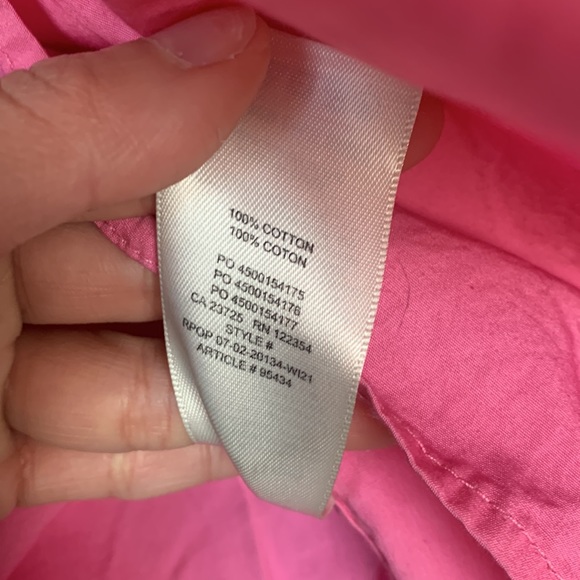 100% COTTON
100% COTON
PO 4500154175
PO 4500154176
PO 4500154177
CA 23725 RN 122354
STYLE #
RPOP 07-02-20134-WI21
ARTICLE # 95434